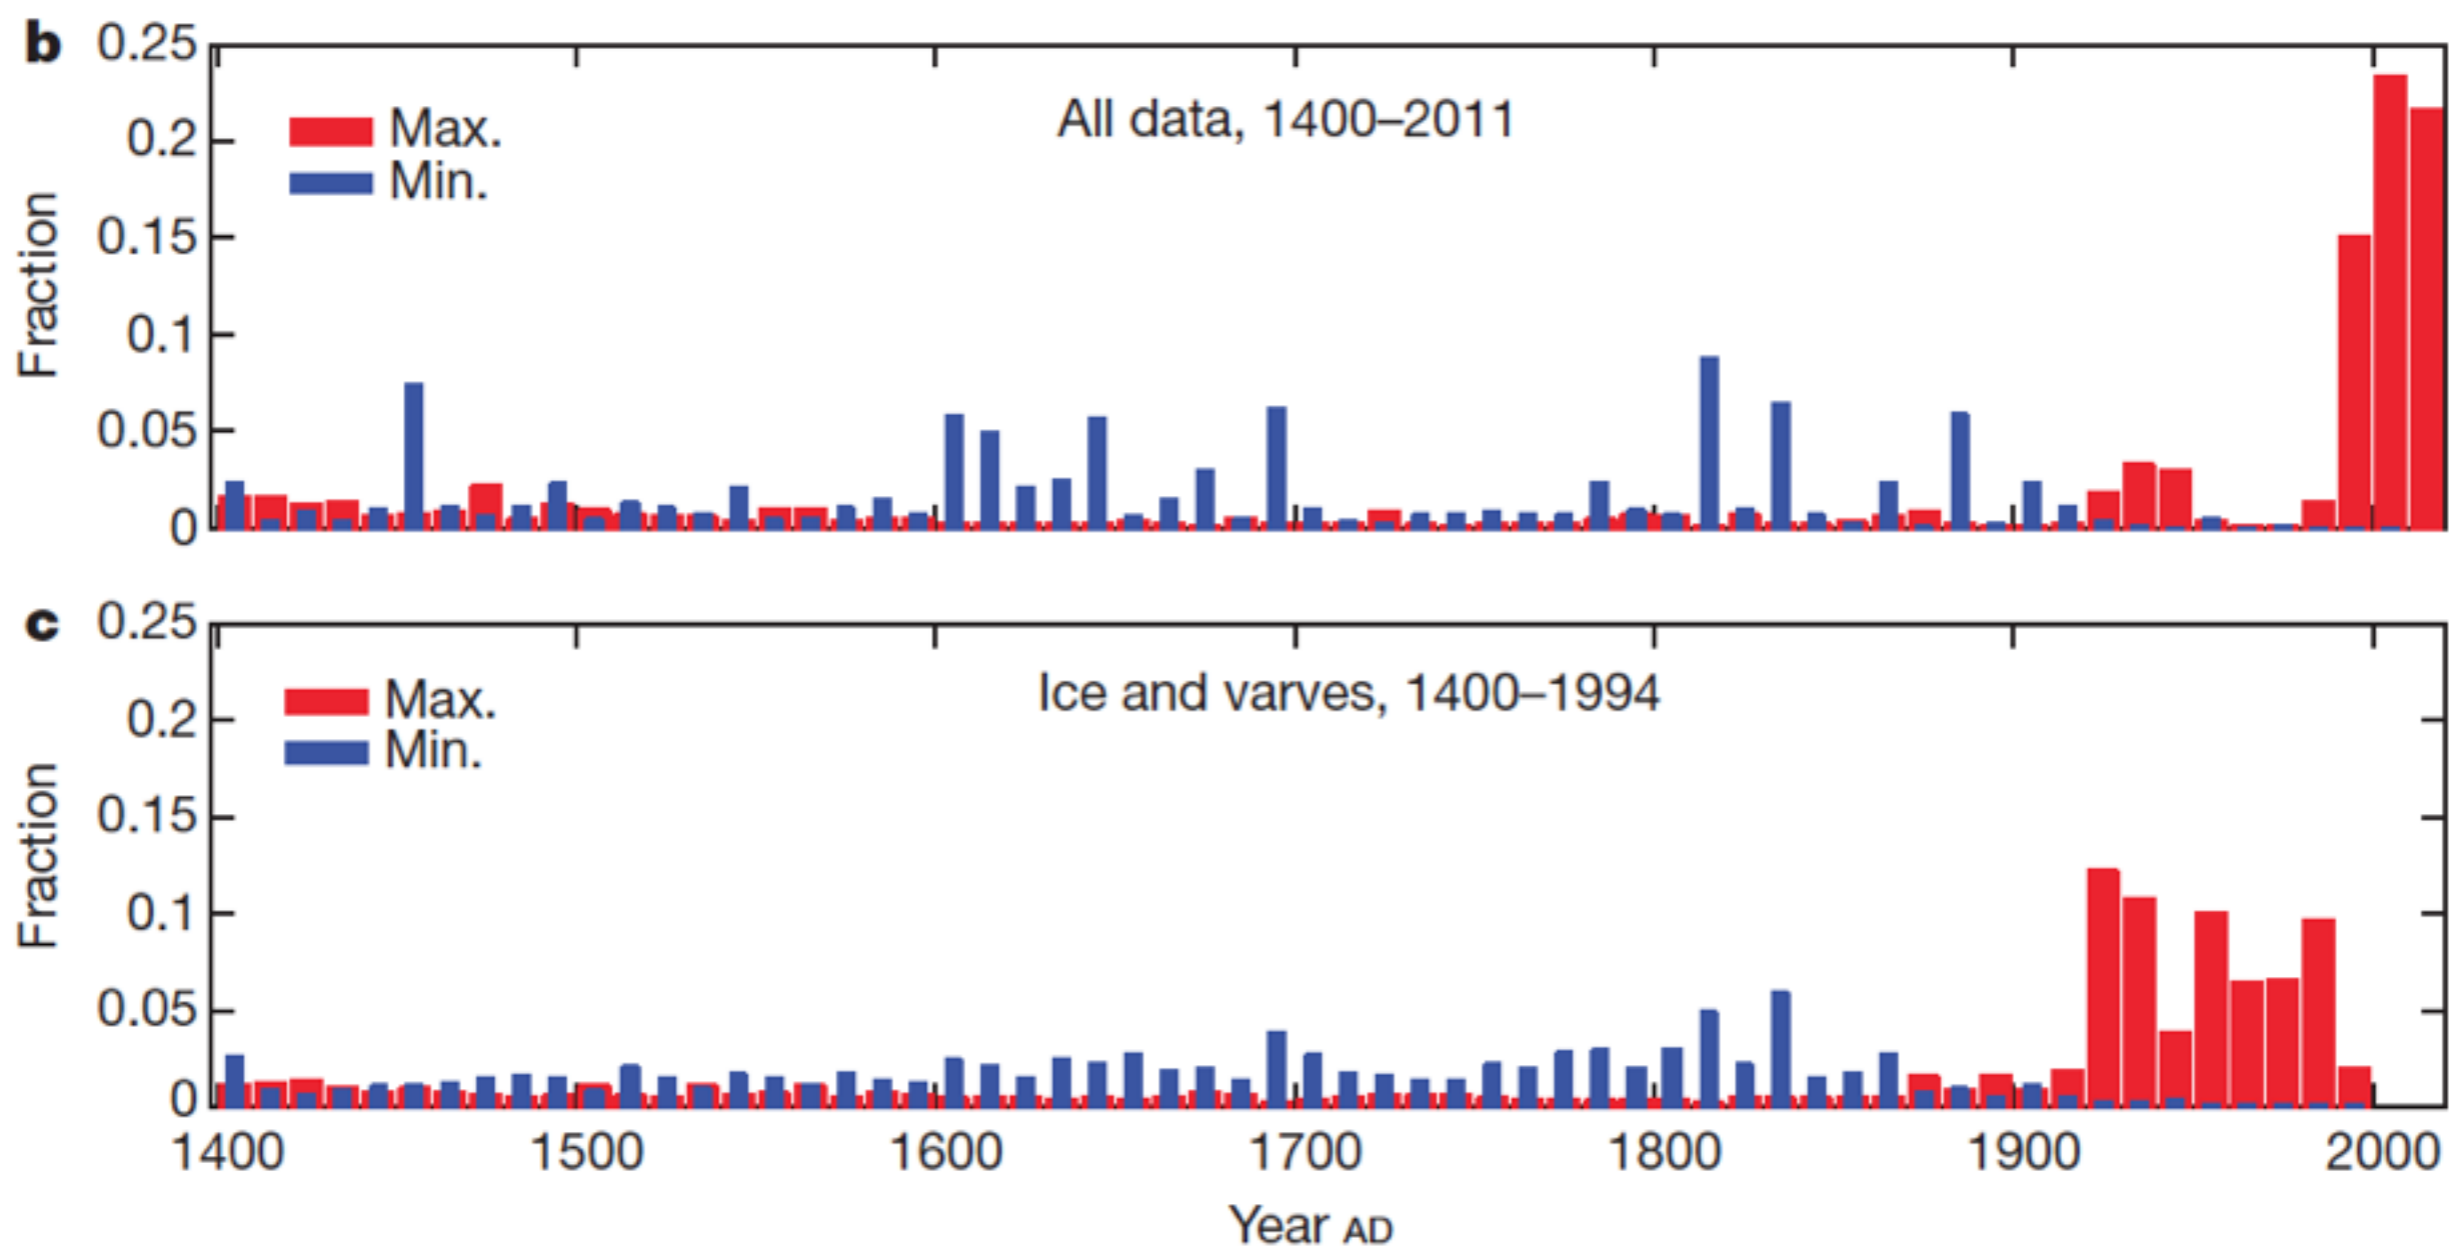 b
0.25
0.2
0.15
0.1
0.05
0
Fraction
Max.
Min.
All data, 1400–2011
c
0.25
0.2
0.15
0.1
0.05
0
Fraction
Max.
Min.
Ice and varves, 1400–1994
1400 1500 1600 1700 1800 1900 2000
Year AD